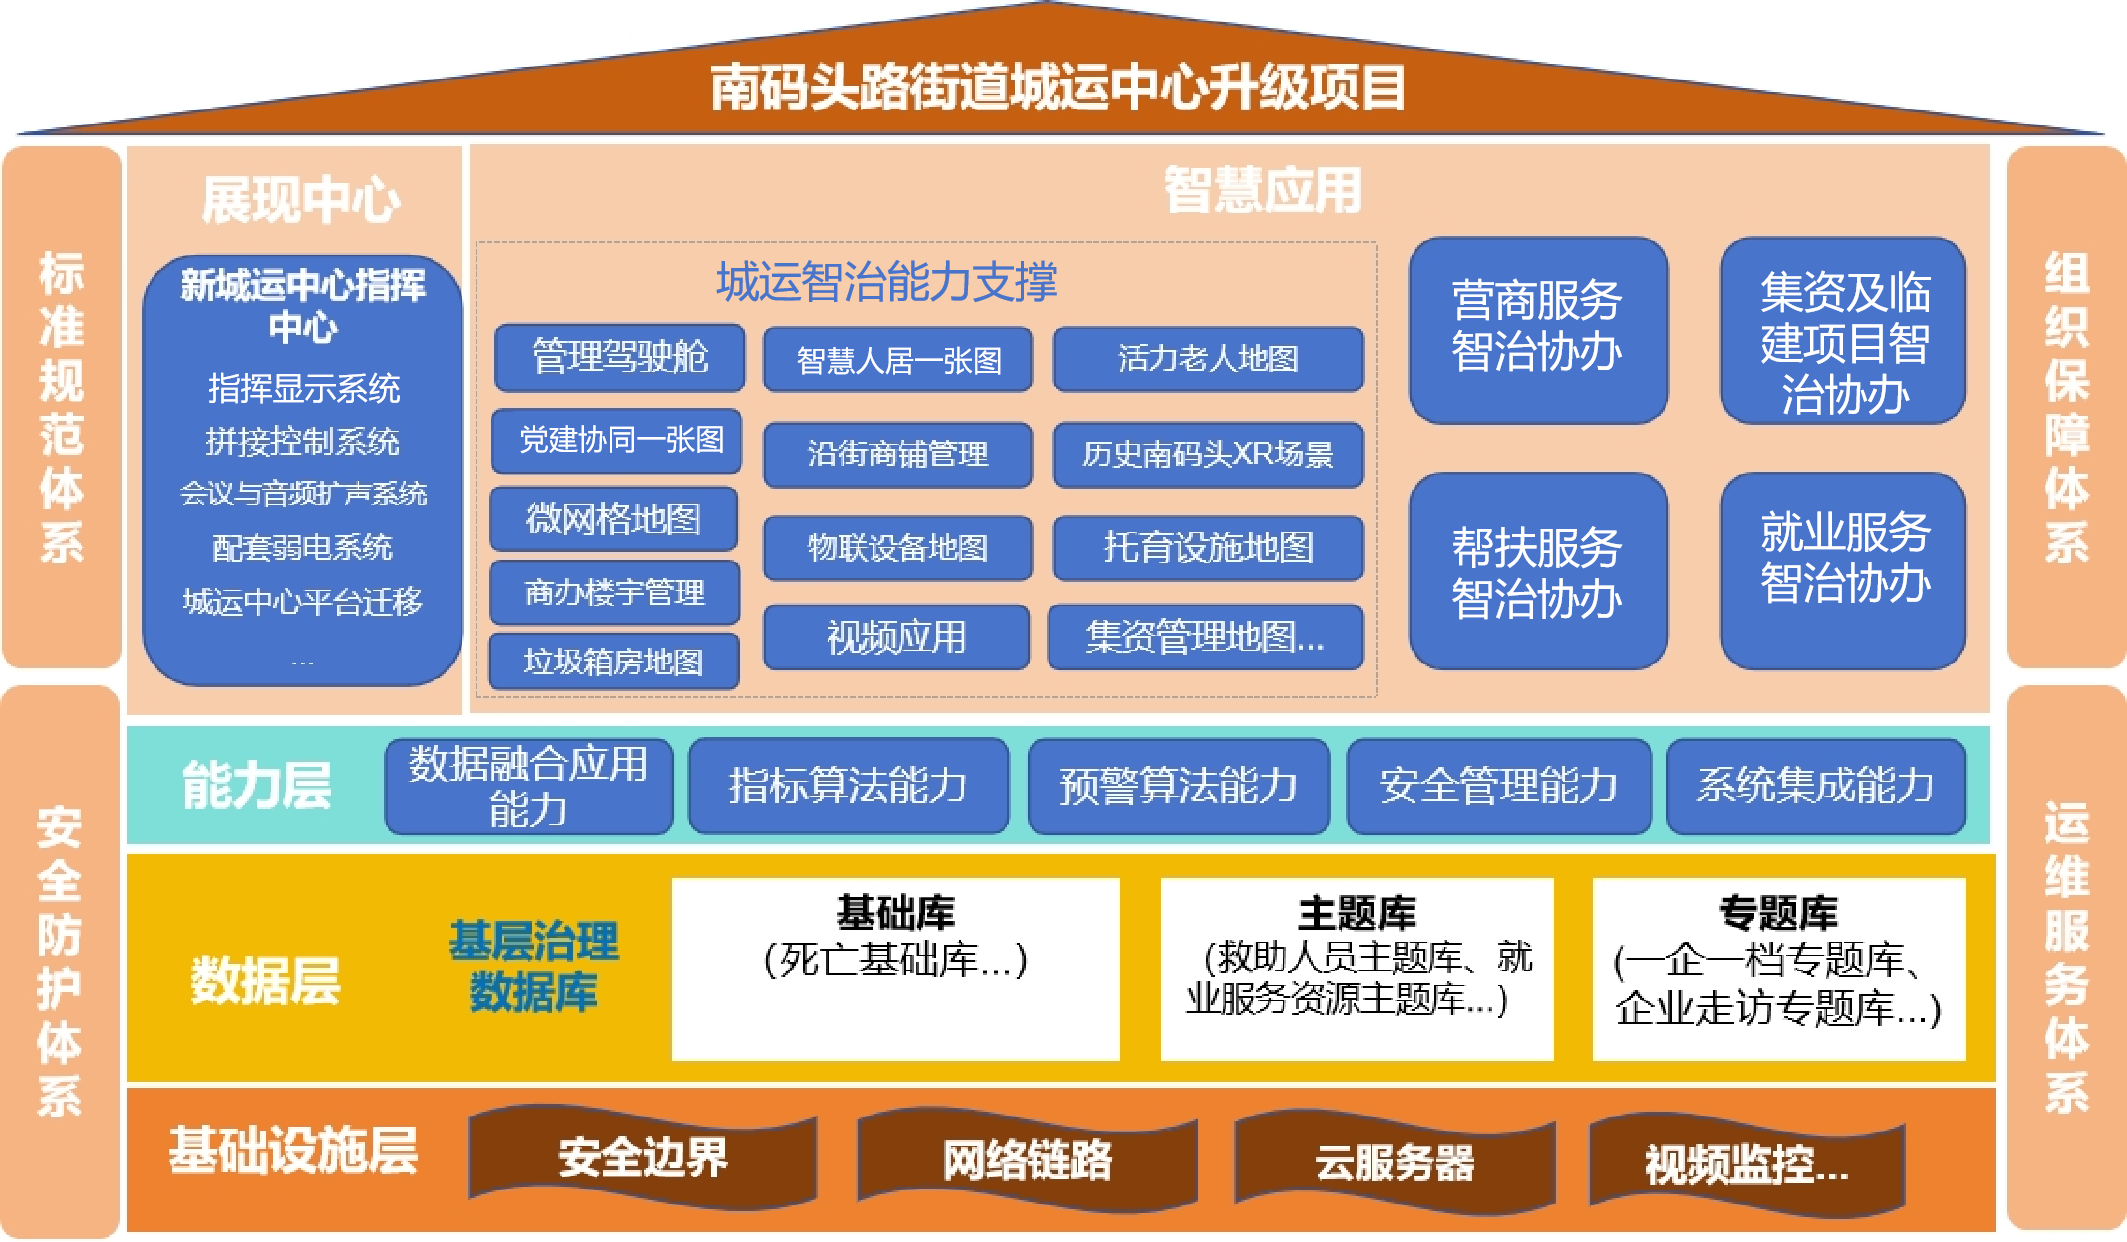 南码头路街道城运中心升级项目
标准规范体系
安全防护体系
展现中心
新城运中心指挥
中心
指挥显示系统
拼接控制系统
会议与音频扩声系统
配套弱电系统
城运中心平台迁移
...
智慧应用
城运智治能力支撑
管理驾驶舱
智慧人居一张图
活力老人地图
党建协同一张图
沿街商铺管理
历史南码头XR场景
微网格地图
物联设备地图
托育设施地图
商办楼宇管理
视频应用
集资管理地图...
垃圾箱房地图
营商服务
智治协办
集资及临
建项目智
治协办
帮扶服务
智治协办
就业服务
智治协办
能力层
数据融合应用
能力
指标算法能力
预警算法能力
安全管理能力
系统集成能力
数据层
基层治理
数据库
基础库
（死亡基础库...）
主题库
（救助人员主题库、就
业服务资源主题库...）
专题库
（一企一档专题库、
企业走访专题库...）
基础设施层
安全边界
网络链路
云服务器
视频监控...
组织保障体系
运维服务体系